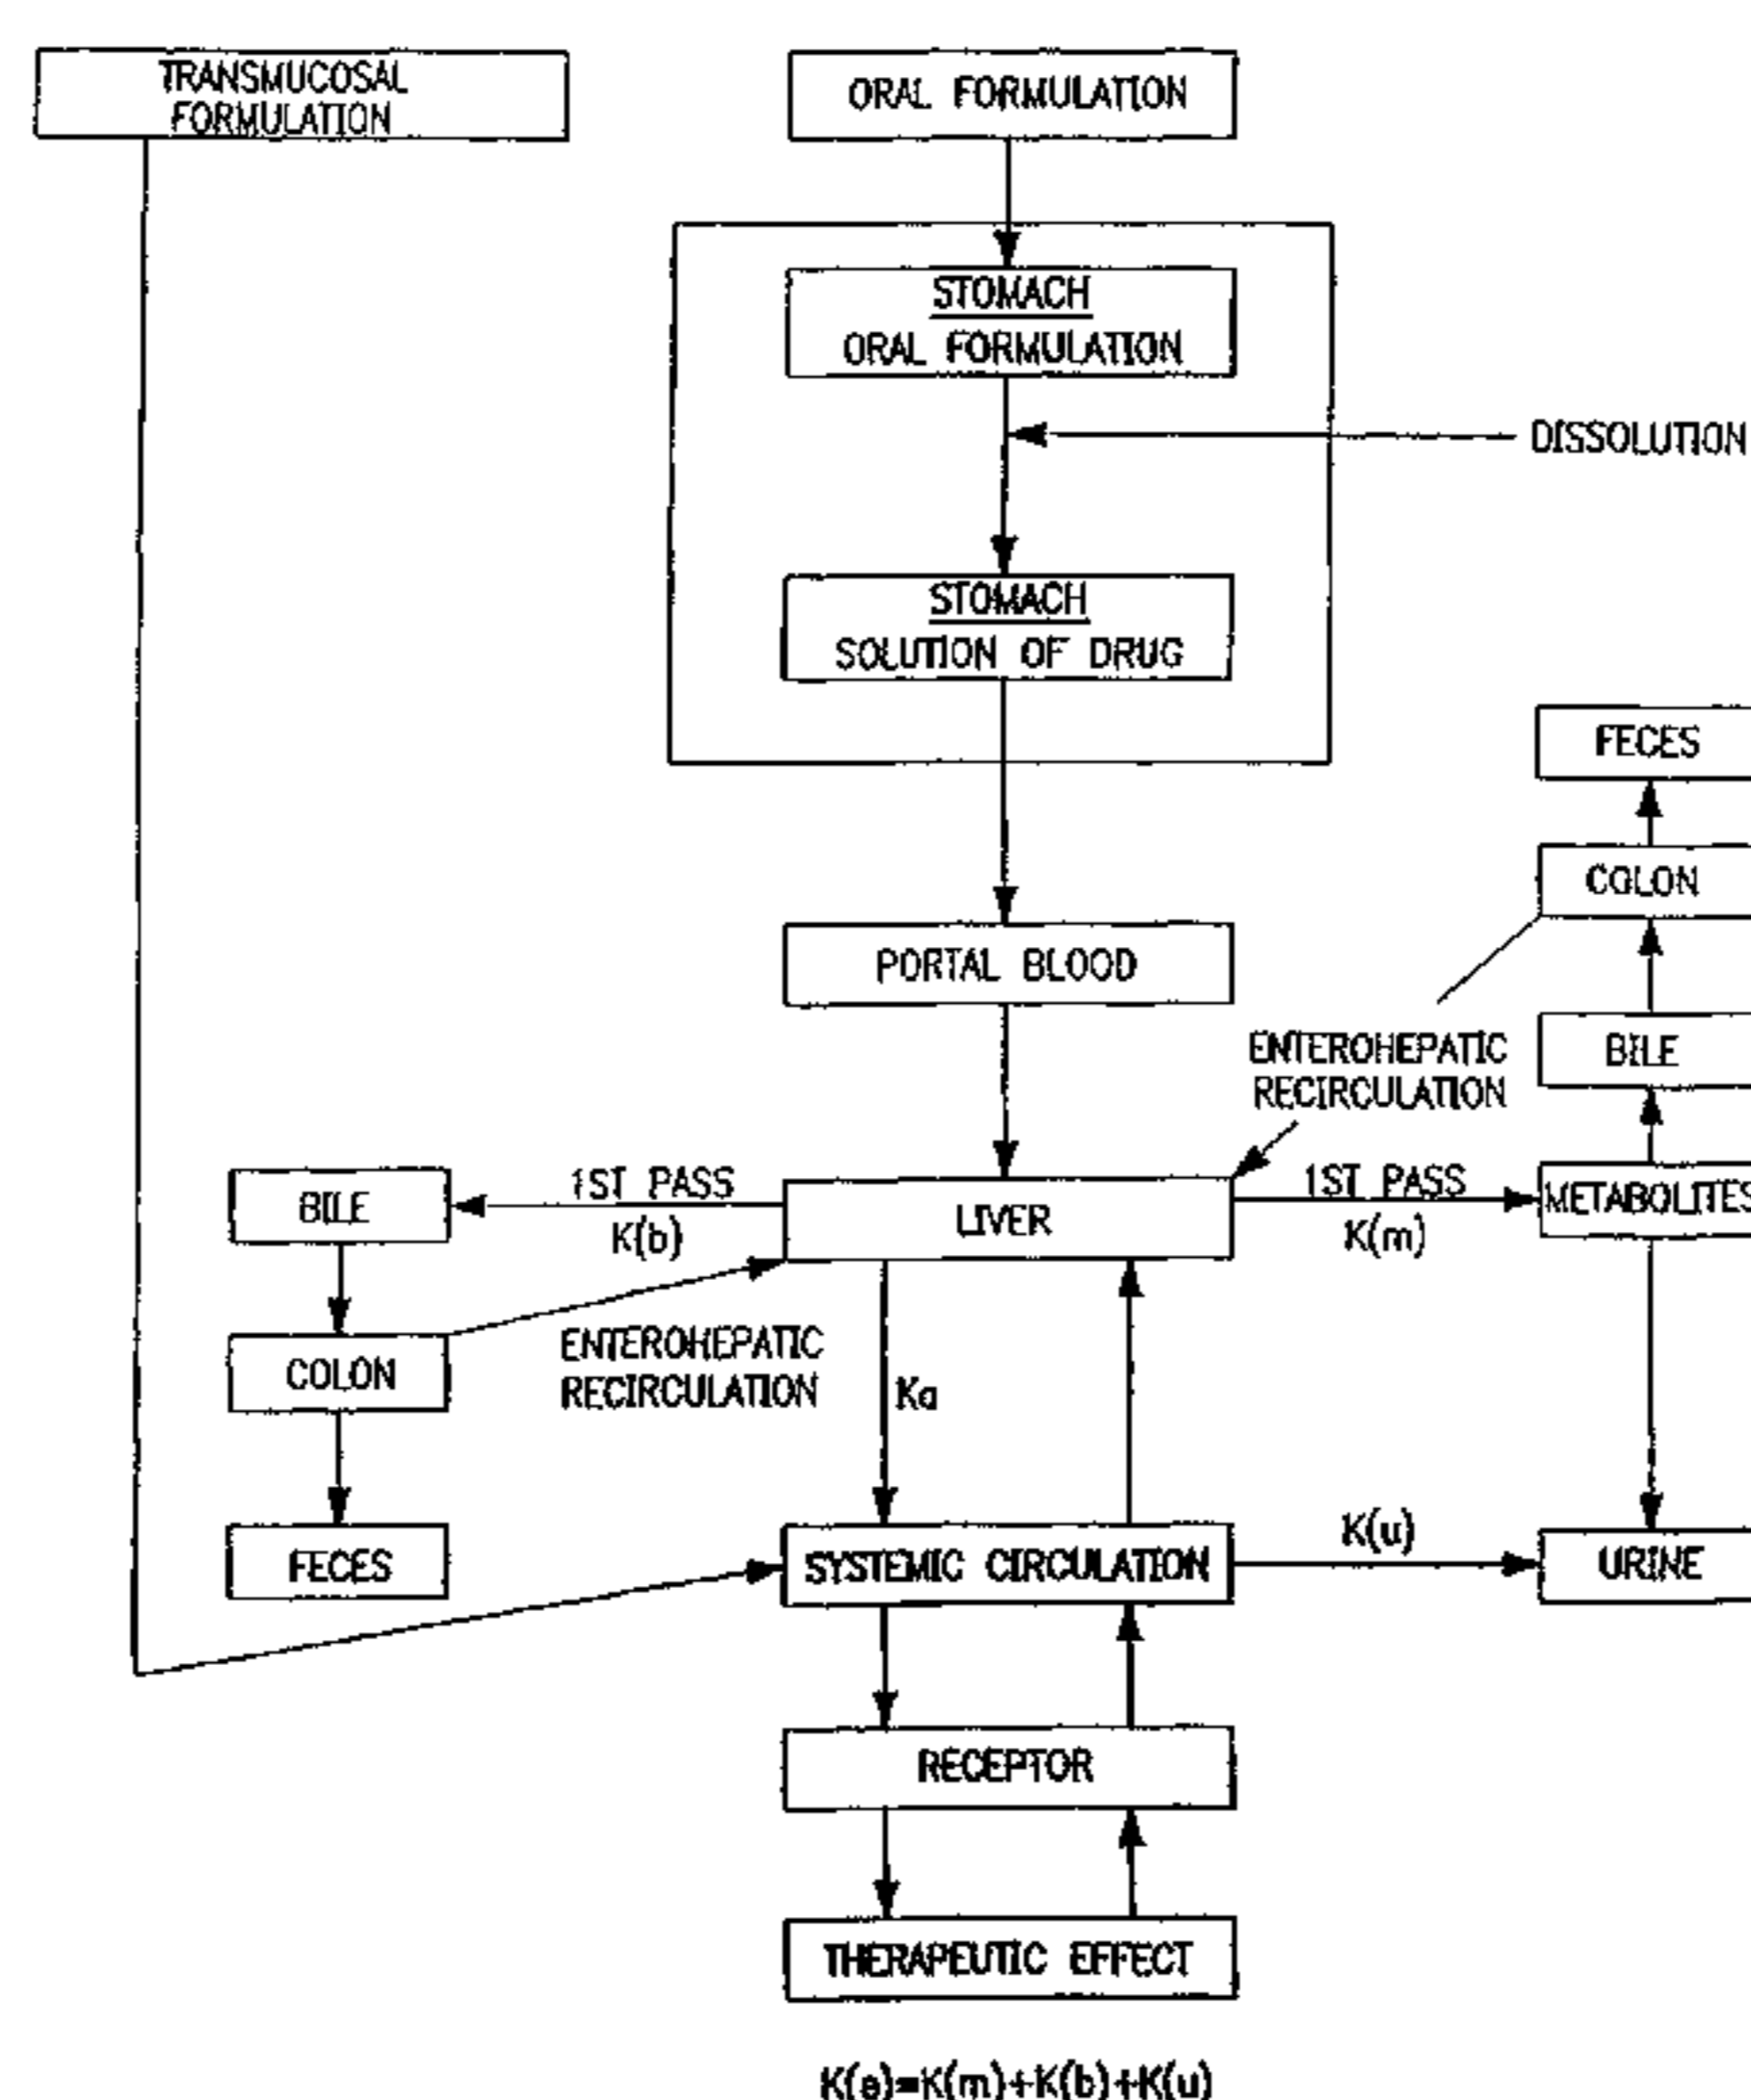 TRANSMUCOSAL
FORMULATION
ORAL FORMULATION
STOMACH
ORAL FORMULATION
DISSOLUTION
STOMACH
SOLUTION OF DRUG
FECES
COLON
PORTAL BLOOD
ENTEROHEPATIC
RECIRCULATION
BILE
BILE
1ST PASS
K(b)
LIVER
1ST PASS
K(m)
METABOLITES
COLON
ENTEROHEPATIC
RECIRCULATION
Ka
FECES
SYSTEMIC CIRCULATION
K(u)
URINE
RECEPTOR
THERAPEUTIC EFFECT
K(e)=K(m)+K(b)+K(u)